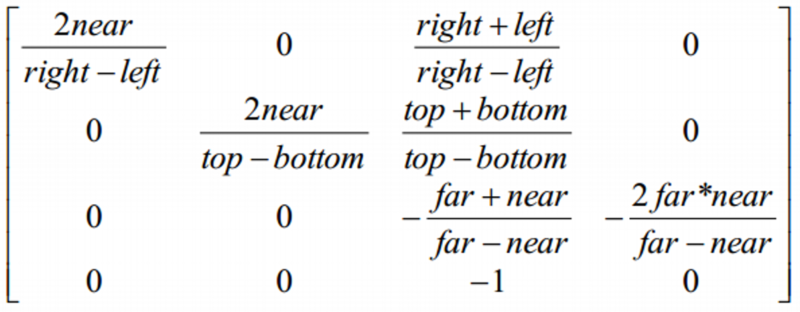 2near / right − left 0 right + left / right − left 0
0 2near / top − bottom top + bottom / top − bottom 0
0 0 − far + near / far − near − 2 far*near / far − near
0 0 −1 0